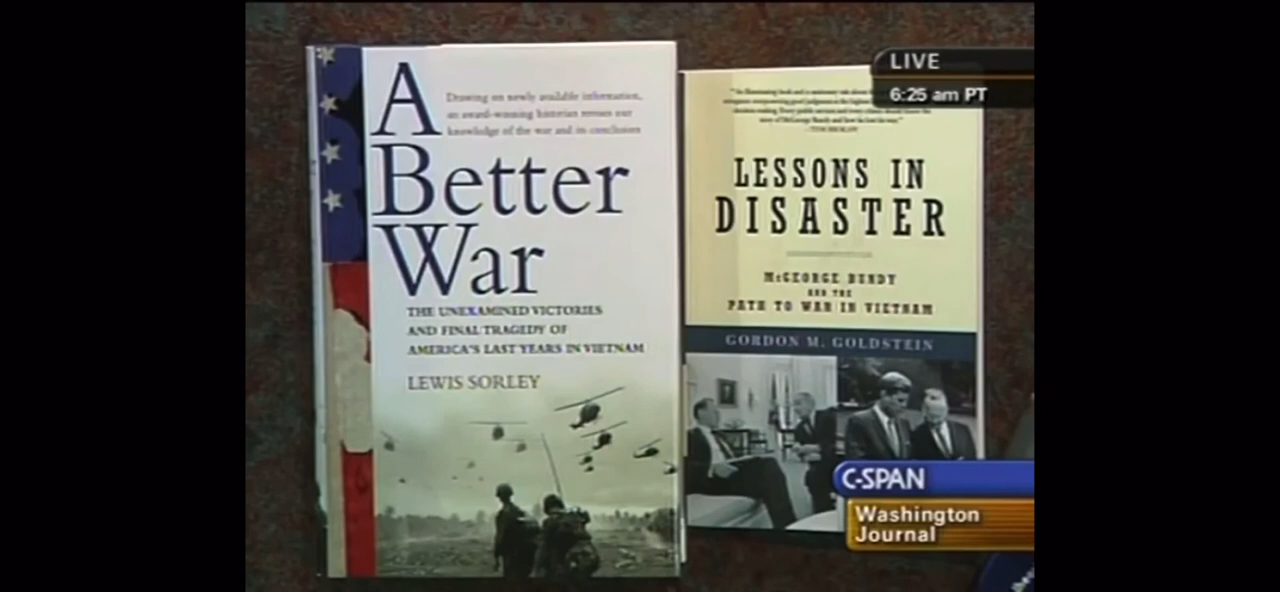 A
Better
War
Drawing on newly available information,
an award-winning historian revises our
knowledge of the war and its conclusion
THE UNEXAMINED VICTORIES
AND FINAL TRAGEDY OF
AMERICA'S LAST YEARS IN VIETNAM
LEWIS SORLEY
LIVE
6:25 am PT
LESSONS IN
DISASTER
McGEORGE BUNDY
AND THE
PATH TO WAR IN VIETNAM
GORDON M. GOLDSTEIN
C-SPAN
Washington
Journal